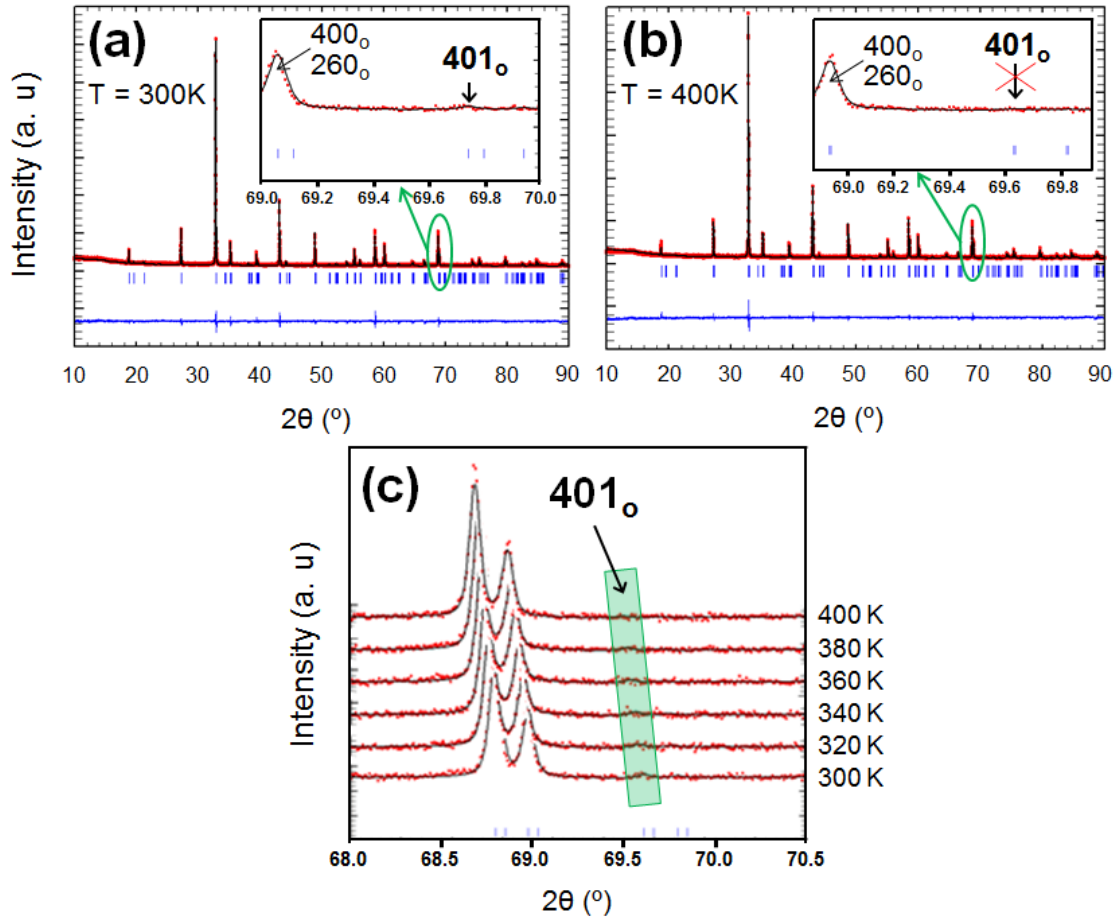 (a)
T = 300K
400o
260o
401o
69.0 69.2 69.4 69.6 69.8 70.0
Intensity (a. u)
10 20 30 40 50 60 70 80 90
2θ (º)
(b)
T = 400K
400o
260o
401o
69.0 69.2 69.4 69.6 69.8
10 20 30 40 50 60 70 80 90
2θ (º)
(c)
401o
400 K
380 K
360 K
340 K
320 K
300 K
Intensity (a. u)
68.0 68.5 69.0 69.5 70.0 70.5
2θ (º)